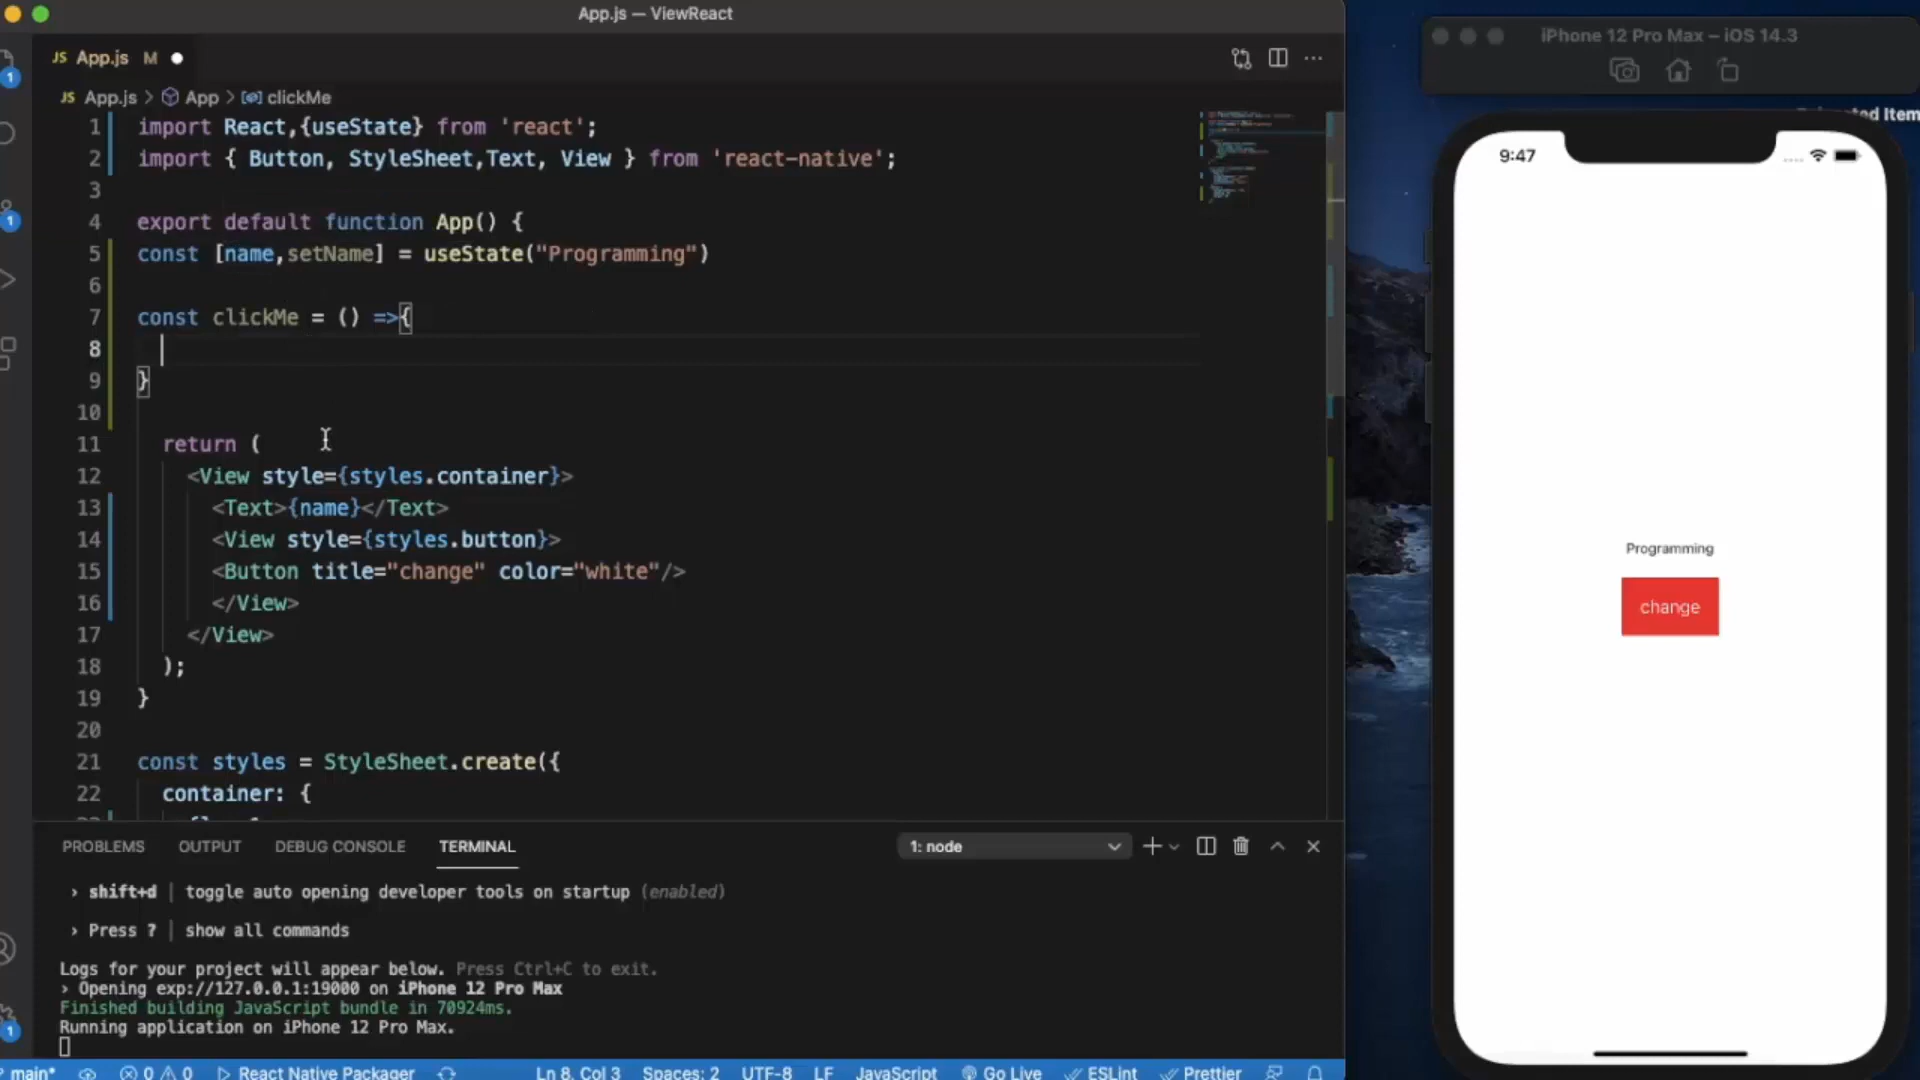 App.js — ViewReact
JS App.js M
JS App.js > App > clickMe
1 import React,{useState} from 'react';
2 import { Button, StyleSheet,Text, View } from 'react-native';
3
4 export default function App() {
5 const [name,setName] = useState("Programming")
6
7 const clickMe = () =>{
8
9 }
10
11 return (
12 <View style={styles.container}>
13 <Text>{name}</Text>
14 <View style={styles.button}>
15 <Button title="change" color="white"/>
16 </View>
17 </View>
18 );
19 }
20
21 const styles = StyleSheet.create({
22 container: {
1
1
1
PROBLEMS OUTPUT DEBUG CONSOLE TERMINAL 1: node
› shift+d | toggle auto opening developer tools on startup (enabled)
› Press ? | show all commands
Logs for your project will appear below. Press Ctrl+C to exit.
› Opening exp://127.0.0.1:19000 on iPhone 12 Pro Max
Finished building JavaScript bundle in 70924ms.
Running application on iPhone 12 Pro Max.
main* 0 0 React Native Packager Ln 8, Col 3 Spaces: 2 UTF-8 LF JavaScript Go Live ESLint Prettier
iPhone 12 Pro Max – iOS 14.3
Item
9:47
Programming
change